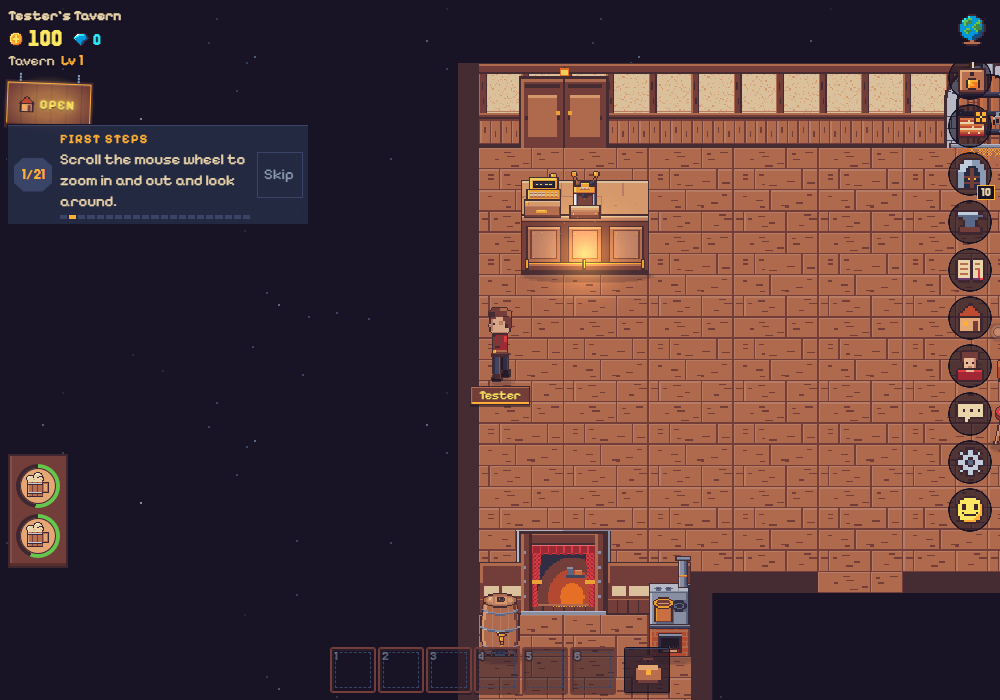 Tester's Tavern
100 0
Tavern Lv 1
OPEN
FIRST STEPS
1/21
Scroll the mouse wheel to
zoom in and out and look
around.
Skip
10
Tester
1 2 3 4 5 6